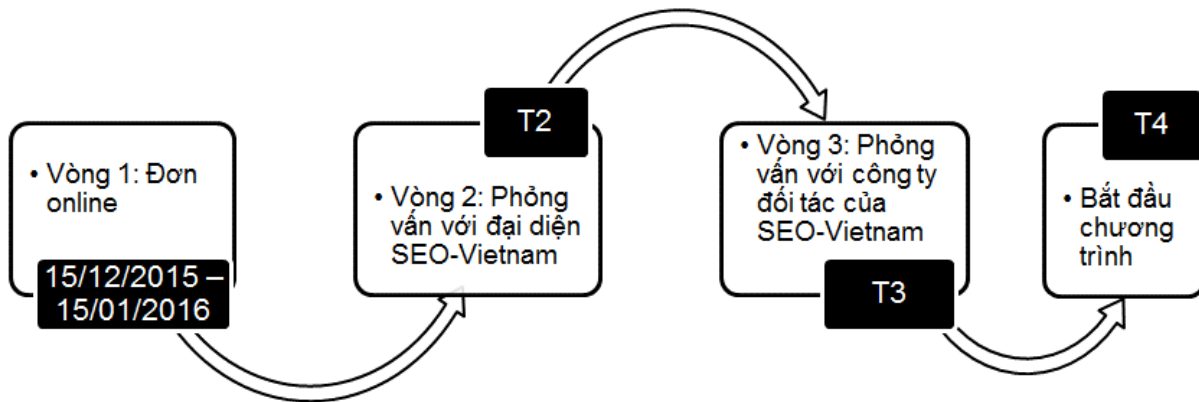 • Vòng 1: Đơn
online
15/12/2015 –
15/01/2016
T2
• Vòng 2: Phỏng
vấn với đại diện
SEO-Vietnam
• Vòng 3: Phỏng
vấn với công ty
đối tác của
SEO-Vietnam
T3
T4
• Bắt đầu
chương
trình